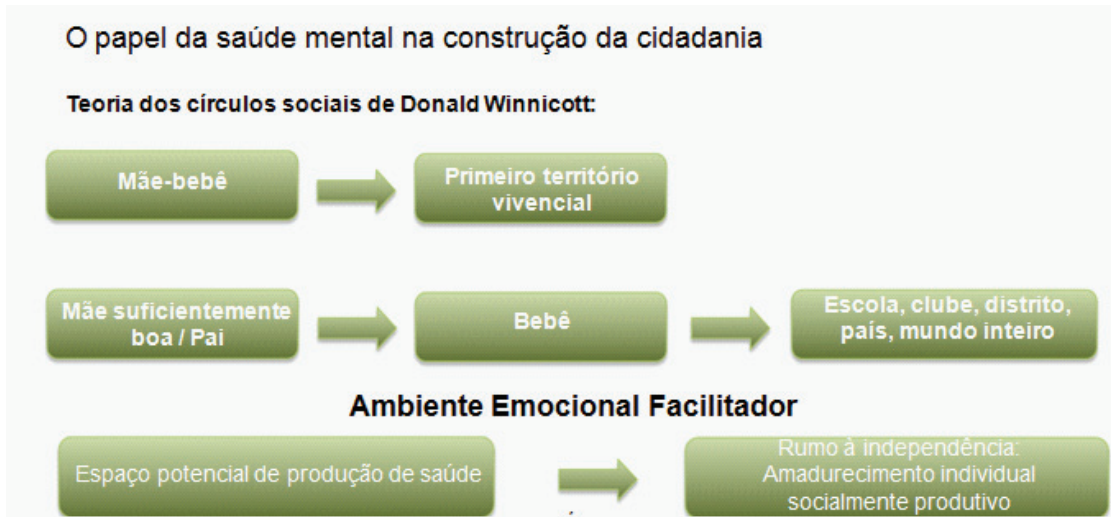 O papel da saúde mental na construção da cidadania
Teoria dos círculos sociais de Donald Winnicott:
Mãe-bebê
Primeiro território
vivencial
Mãe suficientemente
boa / Pai
Bebê
Escola, clube, distrito,
país, mundo inteiro
Ambiente Emocional Facilitador
Espaço potencial de produção de saúde
Rumo à independência:
Amadurecimento individual
socialmente produtivo